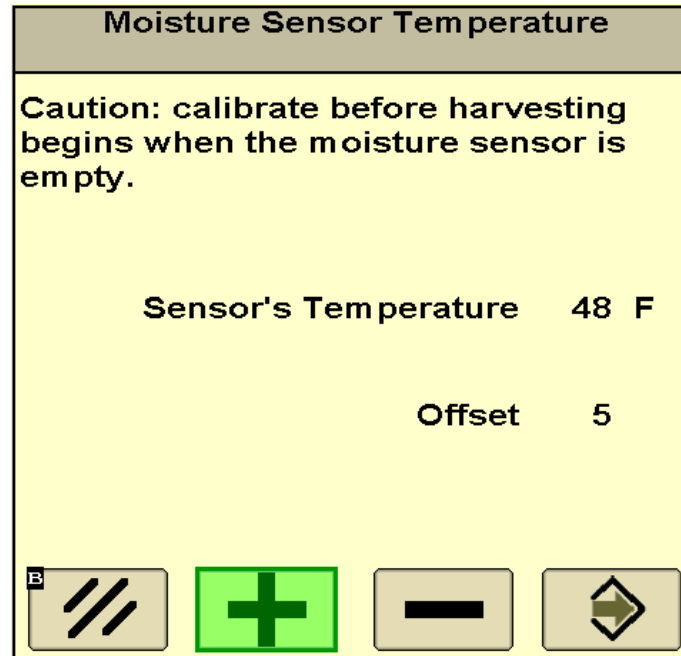 Moisture Sensor Temperature
Caution: calibrate before harvesting
begins when the moisture sensor is
empty.
Sensor's Temperature 48 F
Offset 5
B